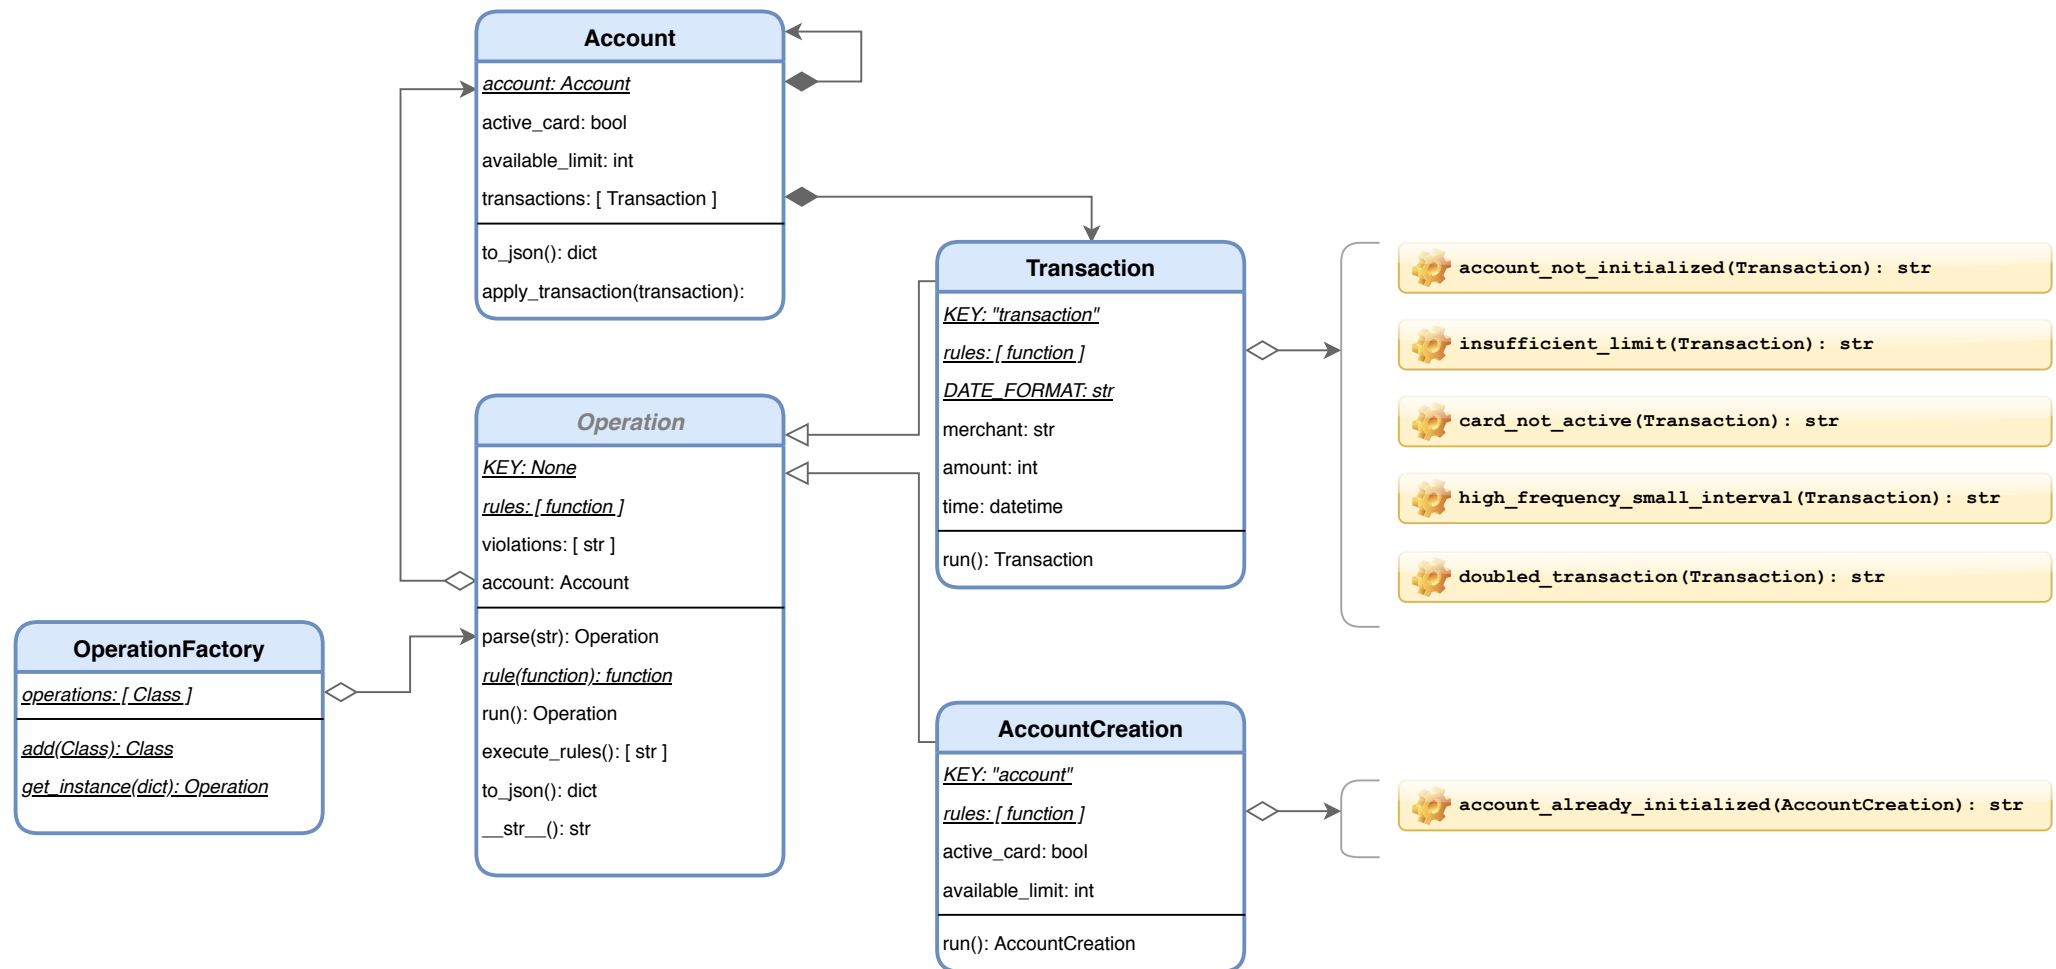 Account
account: Account
active_card: bool
available_limit: int
transactions: [ Transaction ]
to_json(): dict
apply_transaction(transaction):
Operation
KEY: None
rules: [ function ]
violations: [ str ]
account: Account
parse(str): Operation
rule(function): function
run(): Operation
execute_rules(): [ str ]
to_json(): dict
__str__(): str
OperationFactory
operations: [ Class ]
add(Class): Class
get_instance(dict): Operation
Transaction
KEY: "transaction"
rules: [ function ]
DATE_FORMAT: str
merchant: str
amount: int
time: datetime
run(): Transaction
AccountCreation
KEY: "account"
rules: [ function ]
active_card: bool
available_limit: int
run(): AccountCreation
account_not_initialized(Transaction): str
insufficient_limit(Transaction): str
card_not_active(Transaction): str
high_frequency_small_interval(Transaction): str
doubled_transaction(Transaction): str
account_already_initialized(AccountCreation): str